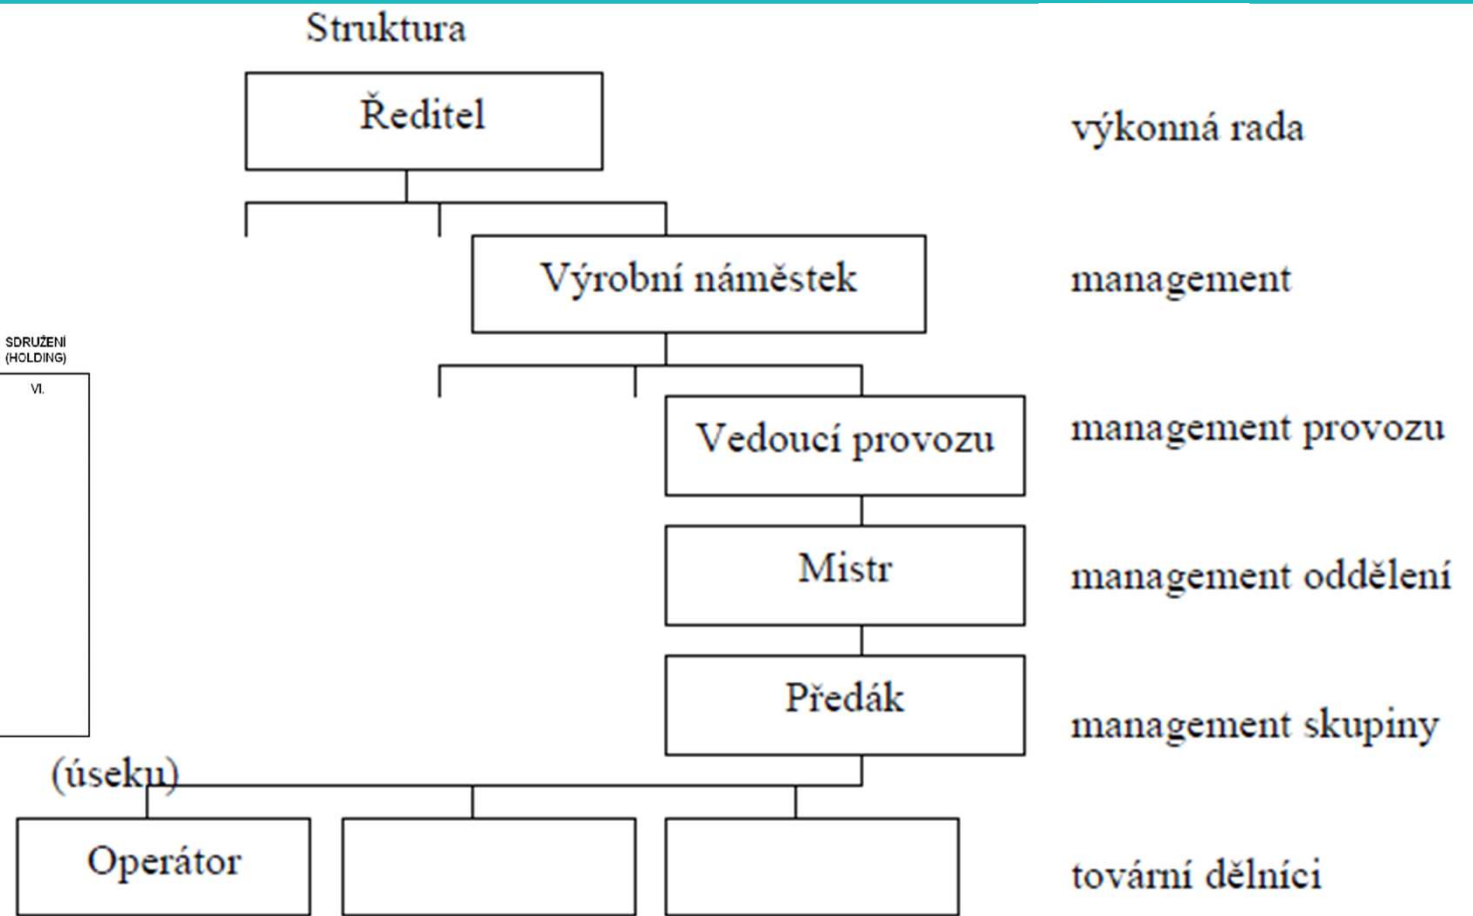 Struktura
Ředitel
výkonná rada
Výrobní náměstek
management
SDRUŽENÍ
(HOLDING)
VI.
Vedoucí provozu
management provozu
Mistr
management oddělení
Předák
management skupiny
(úseku)
Operátor
tovární dělníci